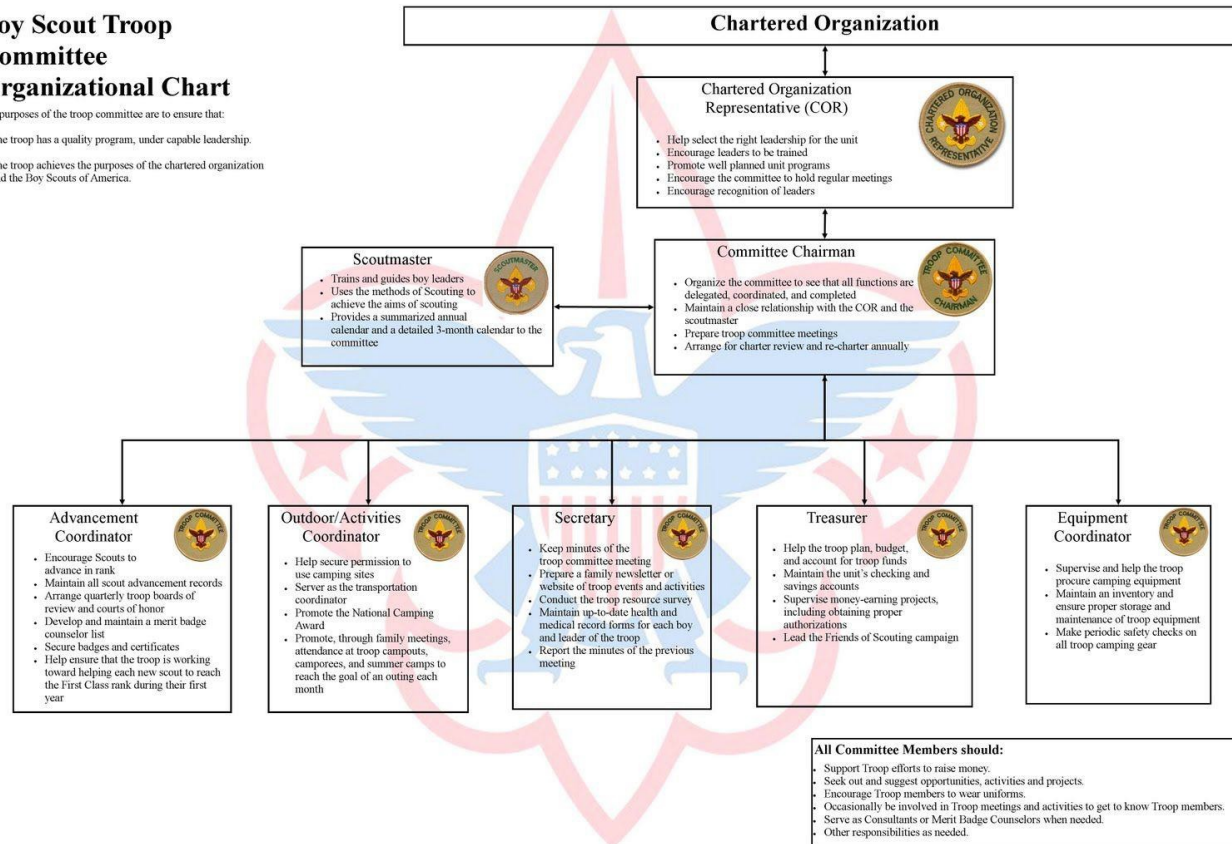 oy Scout Troop
ommittee
rganizational Chart
purposes of the troop committee are to ensure that:
he troop has a quality program, under capable leadership.
he troop achieves the purposes of the chartered organization
d the Boy Scouts of America.
Chartered Organization
Chartered Organization
Representative (COR)
• Help select the right leadership for the unit
• Encourage leaders to be trained
• Promote well planned unit programs
• Encourage the committee to hold regular meetings
• Encourage recognition of leaders
CHARTERED ORGANIZATION
REPRESENTATIVE
Scoutmaster
• Trains and guides boy leaders
• Uses the methods of Scouting to
achieve the aims of scouting
• Provides a summarized annual
calendar and a detailed 3-month calendar to the
committee
SCOUTMASTER
Committee Chairman
• Organize the committee to see that all functions are
delegated, coordinated, and completed
• Maintain a close relationship with the COR and the
scoutmaster
• Prepare troop committee meetings
• Arrange for charter review and re-charter annually
TROOP COMMITTEE
CHAIRMAN
Advancement
Coordinator
• Encourage Scouts to
advance in rank
• Maintain all scout advancement records
• Arrange quarterly troop boards of
review and courts of honor
• Develop and maintain a merit badge
counselor list
• Secure badges and certificates
• Help ensure that the troop is working
toward helping each new scout to reach
the First Class rank during their first
year
TROOP COMMITTEE
Outdoor/Activities
Coordinator
• Help secure permission to
use camping sites
• Server as the transportation
coordinator
• Promote the National Camping
Award
• Promote, through family meetings,
attendance at troop campouts,
camporees, and summer camps to
reach the goal of an outing each
month
TROOP COMMITTEE
Secretary
• Keep minutes of the
troop committee meeting
• Prepare a family newsletter or
website of troop events and activities
• Conduct the troop resource survey
• Maintain up-to-date health and
medical record forms for each boy
and leader of the troop
• Report the minutes of the previous
meeting
TROOP COMMITTEE
Treasurer
• Help the troop plan, budget,
and account for troop funds
• Maintain the unit's checking and
savings accounts
• Supervise money-earning projects,
including obtaining proper
authorizations
• Lead the Friends of Scouting campaign
TROOP COMMITTEE
Equipment
Coordinator
• Supervise and help the troop
procure camping equipment
• Maintain an inventory and
ensure proper storage and
maintenance of troop equipment
• Make periodic safety checks on
all troop camping gear
TROOP COMMITTEE
All Committee Members should:
• Support Troop efforts to raise money.
• Seek out and suggest opportunities, activities and projects.
• Encourage Troop members to wear uniforms.
• Occasionally be involved in Troop meetings and activities to get to know Troop members.
• Serve as Consultants or Merit Badge Counselors when needed.
• Other responsibilities as needed.